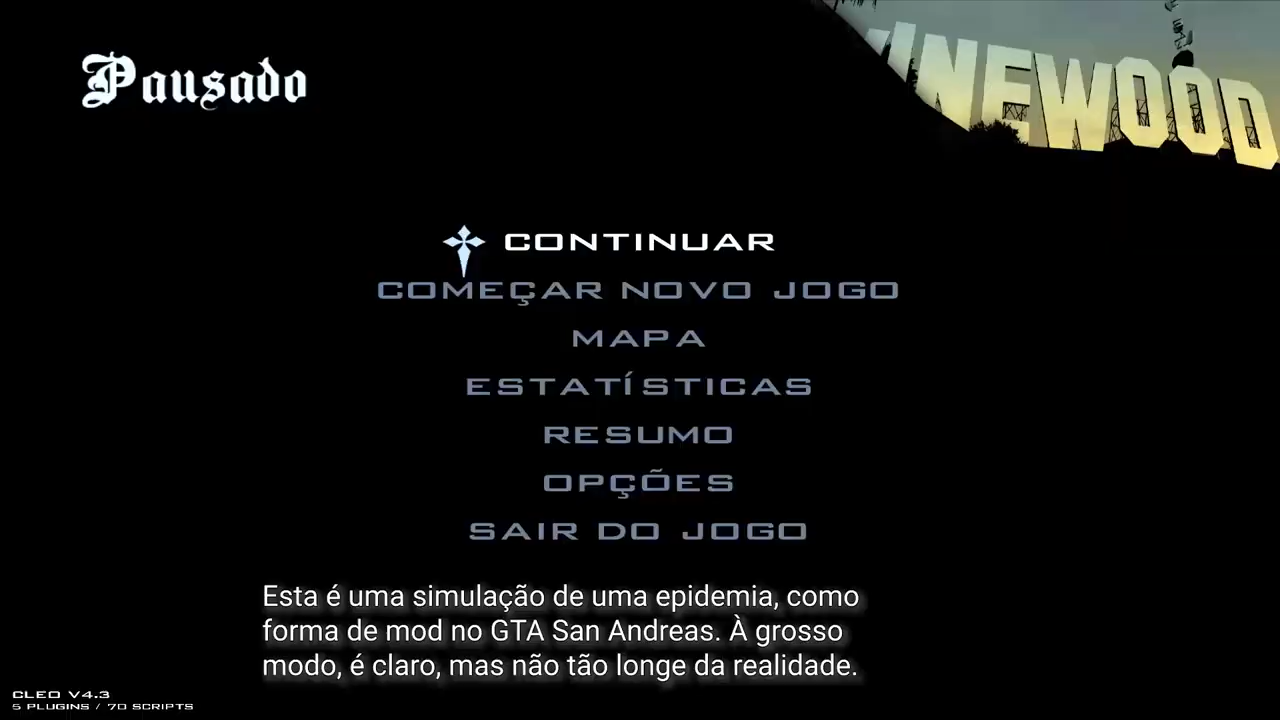 Pausado
INEWOOD
CONTINUAR
COMEÇAR NOVO JOGO
MAPA
ESTATÍSTICAS
RESUMO
OPÇÕES
SAIR DO JOGO
Esta é uma simulação de uma epidemia, como
forma de mod no GTA San Andreas. À grosso
modo, é claro, mas não tão longe da realidade.
CLEO V4.3
5 PLUGINS / 70 SCRIPTS